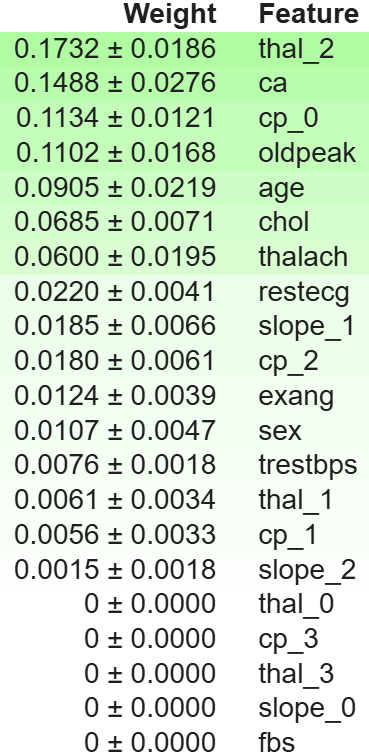 Weight Feature
0.1732 ± 0.0186 thal_2
0.1488 ± 0.0276 ca
0.1134 ± 0.0121 cp_0
0.1102 ± 0.0168 oldpeak
0.0905 ± 0.0219 age
0.0685 ± 0.0071 chol
0.0600 ± 0.0195 thalach
0.0220 ± 0.0041 restecg
0.0185 ± 0.0066 slope_1
0.0180 ± 0.0061 cp_2
0.0124 ± 0.0039 exang
0.0107 ± 0.0047 sex
0.0076 ± 0.0018 trestbps
0.0061 ± 0.0034 thal_1
0.0056 ± 0.0033 cp_1
0.0015 ± 0.0018 slope_2
0 ± 0.0000 thal_0
0 ± 0.0000 cp_3
0 ± 0.0000 thal_3
0 ± 0.0000 slope_0
0 ± 0.0000 fbs